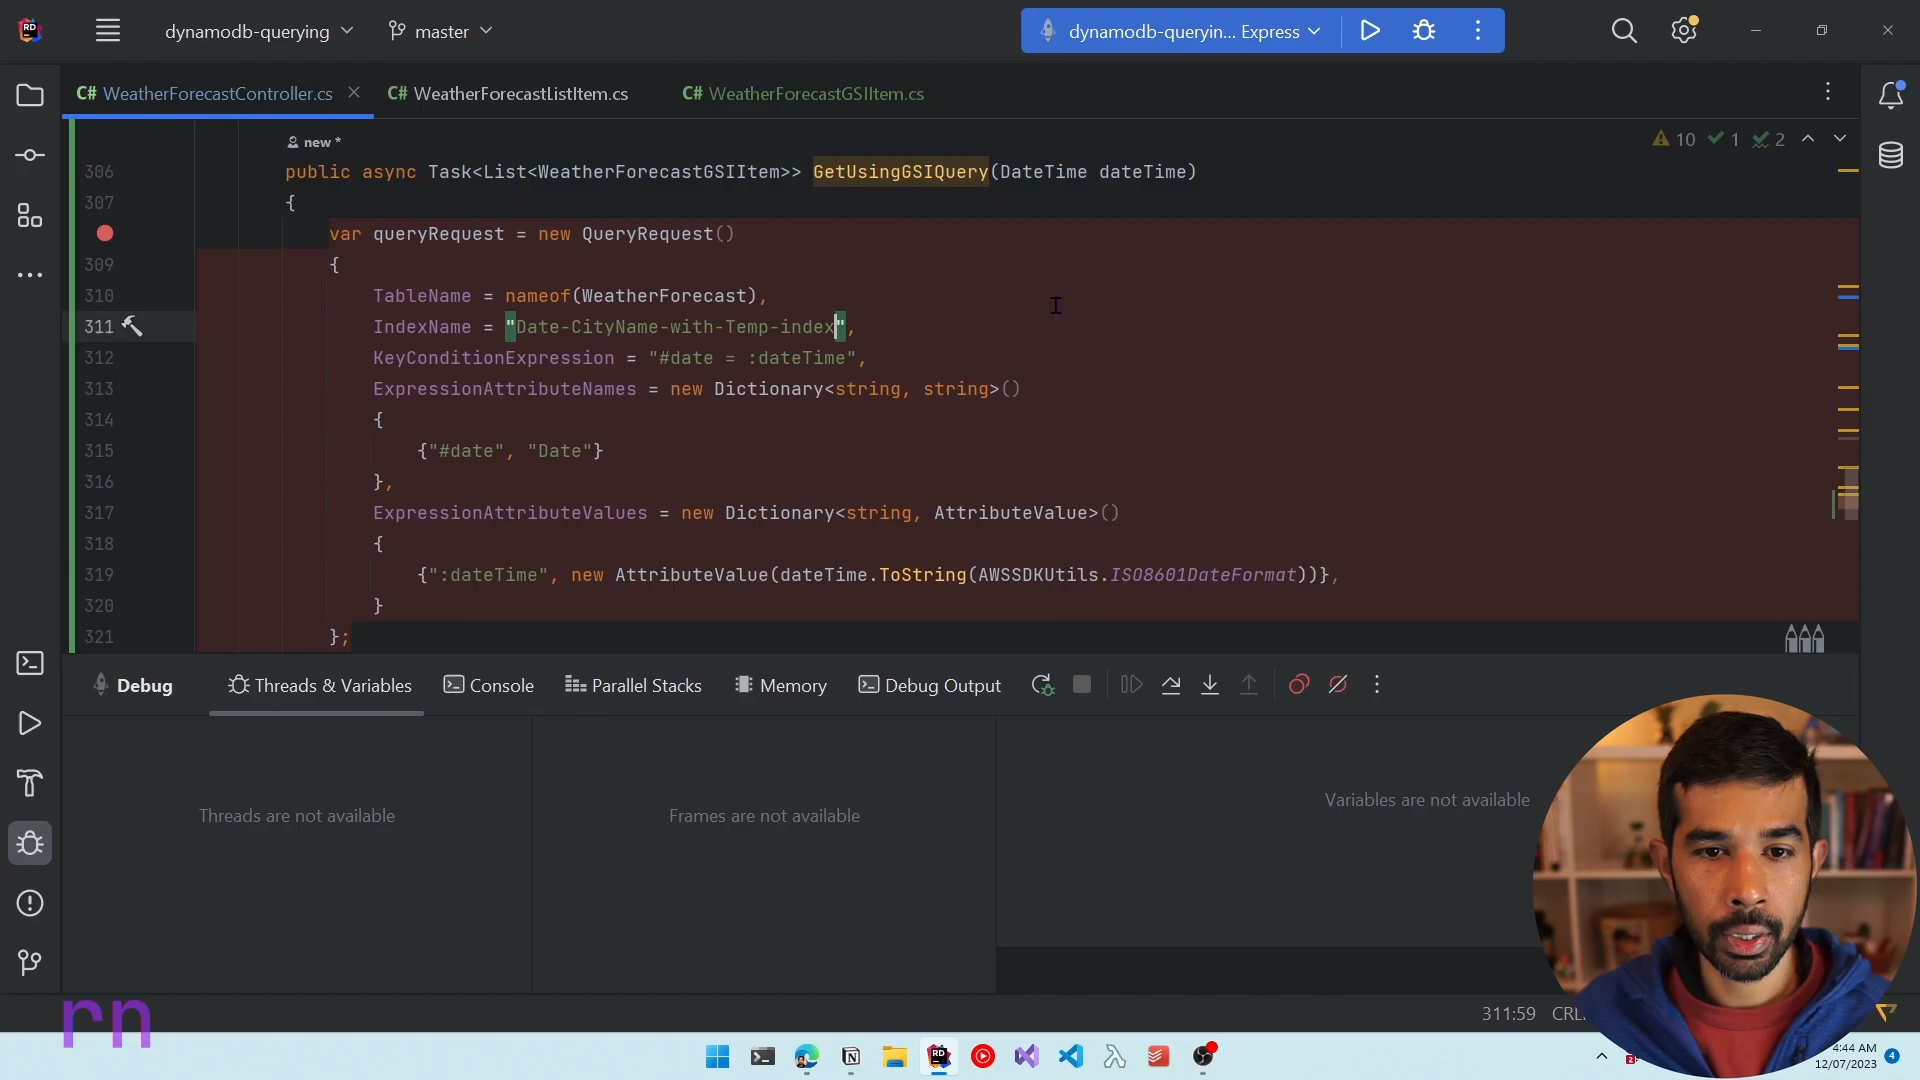 RD
dynamodb-querying
master
dynamodb-queryin... Express
C# WeatherForecastController.cs
C# WeatherForecastListItem.cs
C# WeatherForecastGSIItem.cs
new *
10
1
2
306 public async Task<List<WeatherForecastGSIItem>> GetUsingGSIQuery(DateTime dateTime)
307 {
var queryRequest = new QueryRequest()
309 {
310 TableName = nameof(WeatherForecast),
311 IndexName = "Date-CityName-with-Temp-index",
312 KeyConditionExpression = "#date = :dateTime",
313 ExpressionAttributeNames = new Dictionary<string, string>()
314 {
315 {"#date", "Date"}
316 },
317 ExpressionAttributeValues = new Dictionary<string, AttributeValue>()
318 {
319 {":dateTime", new AttributeValue(dateTime.ToString(AWSSDKUtils.ISO8601DateFormat))},
320 }
321 };
Debug
Threads & Variables
Console
Parallel Stacks
Memory
Debug Output
Threads are not available
Frames are not available
Variables are not available
311:59
rn
RD
4:44 AM
12/07/2023
4